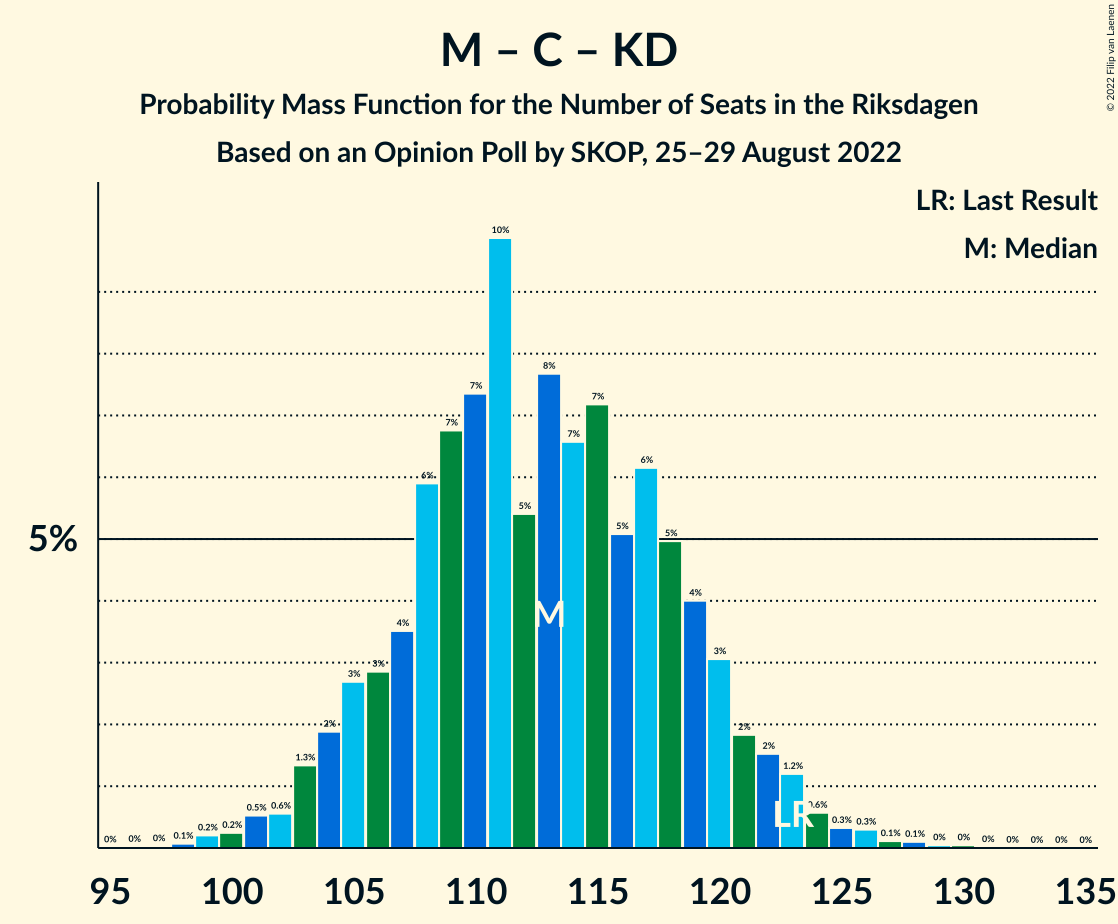 M – C – KD
Probability Mass Function for the Number of Seats in the Riksdagen
Based on an Opinion Poll by SKOP, 25–29 August 2022
© 2022 Filip van Laenen
LR: Last Result
M: Median
5%
0% 0% 0% 0.1% 0.2% 0.2% 0.5% 0.6% 1.3% 2% 3% 3% 4% 6% 7% 7% 10% 5% 8% 7% 7% 5% 6% 5% 4% 3% 2% 2% 1.2% 0.6% 0.3% 0.3% 0.1% 0.1% 0% 0% 0% 0% 0% 0% 0%
M
LR
95 100 105 110 115 120 125 130 135